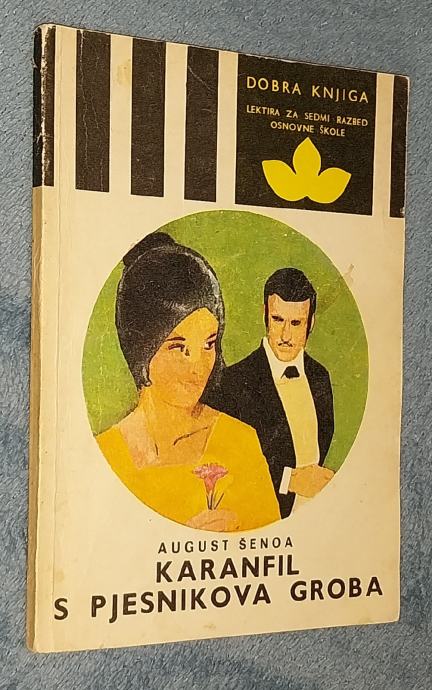 DOBRA KNJIGA
LEKTIRA ZA SEDMI RAZRED
OSNOVNE ŠKOLE
AUGUST ŠENOA
KARANFIL
S PJESNIKOVA GROBA